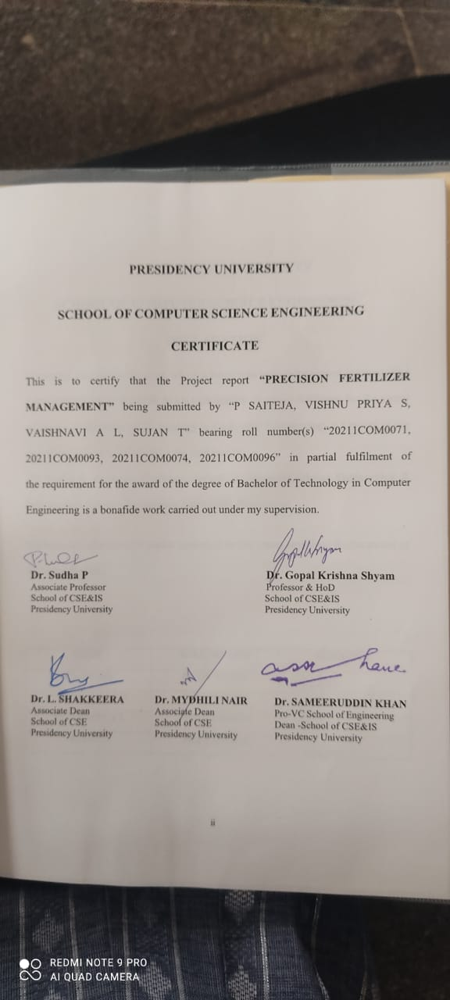 PRESIDENCY UNIVERSITY
SCHOOL OF COMPUTER SCIENCE ENGINEERING
CERTIFICATE
This is to certify that the Project report “PRECISION FERTILIZER
MANAGEMENT” being submitted by “P SAITEJA, VISHNU PRIYA S,
VAISHNAVI A L, SUJAN T” bearing roll number(s) “20211COM0071,
20211COM0093, 20211COM0074, 20211COM0096” in partial fulfilment of
the requirement for the award of the degree of Bachelor of Technology in Computer
Engineering is a bonafide work carried out under my supervision.
Dr. Sudha P
Associate Professor
School of CSE&IS
Presidency University
Dr. Gopal Krishna Shyam
Professor & HoD
School of CSE&IS
Presidency University
Dr. L. SHAKKEERA
Associate Dean
School of CSE
Presidency University
Dr. MYDHILI NAIR
Associate Dean
School of CSE
Presidency University
Dr. SAMEERUDDIN KHAN
Pro-VC School of Engineering
Dean -School of CSE&IS
Presidency University
ii
REDMI NOTE 9 PRO
AI QUAD CAMERA